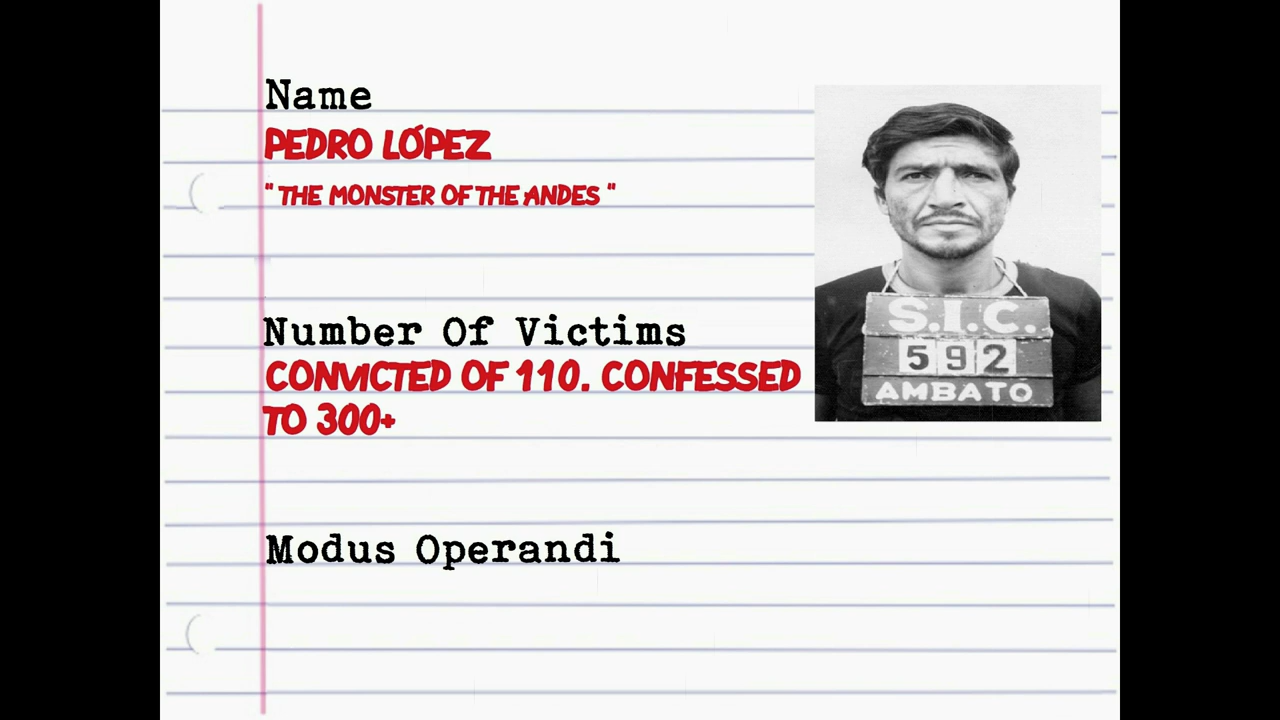 Name
PEDRO LÓPEZ
" THE MONSTER OF THE ANDES "
Number Of Victims
CONVICTED OF 110. CONFESSED
TO 300+
Modus Operandi
S.I.C.
592
AMBATO